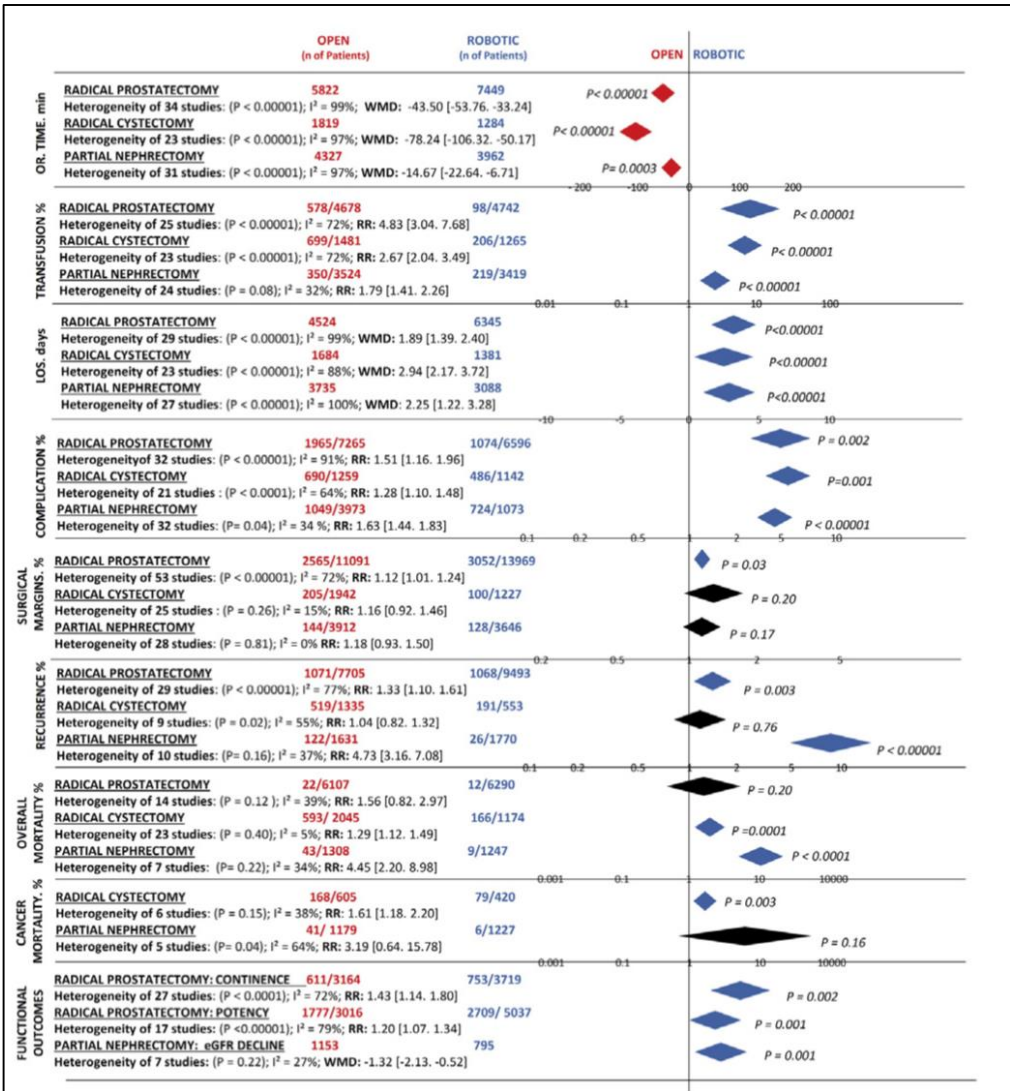 OPEN ROBOTIC
(n of Patients) (n of Patients) OPEN ROBOTIC
OR. TIME. min
RADICAL PROSTATECTOMY 5822 7449
Heterogeneity of 34 studies: (P < 0.00001); I² = 99%; WMD: -43.50 [-53.76. -33.24] P< 0.00001
RADICAL CYSTECTOMY 1819 1284
Heterogeneity of 23 studies: (P < 0.00001); I² = 97%; WMD: -78.24 [-106.32. -50.17] P< 0.00001
PARTIAL NEPHRECTOMY 4327 3962
Heterogeneity of 31 studies: (P < 0.00001); I² = 97%; WMD: -14.67 [-22.64. -6.71] P= 0.0003
-200 -100 0 100 200
TRANSFUSION %
RADICAL PROSTATECTOMY 578/4678 98/4742
Heterogeneity of 25 studies: (P < 0.00001); I² = 72%; RR: 4.83 [3.04. 7.68] P< 0.00001
RADICAL CYSTECTOMY 699/1481 206/1265
Heterogeneity of 23 studies: (P < 0.00001); I² = 72%; RR: 2.67 [2.04. 3.49] P< 0.00001
PARTIAL NEPHRECTOMY 350/3524 219/3419
Heterogeneity of 24 studies: (P = 0.08); I² = 32%; RR: 1.79 [1.41. 2.26] P< 0.00001
0.01 0.1 1 10 100
LOS. days
RADICAL PROSTATECTOMY 4524 6345
Heterogeneity of 29 studies: (P < 0.00001); I² = 99%; WMD: 1.89 [1.39. 2.40] P<0.00001
RADICAL CYSTECTOMY 1684 1381
Heterogeneity of 23 studies: (P < 0.00001); I² = 88%; WMD: 2.94 [2.17. 3.72] P<0.00001
PARTIAL NEPHRECTOMY 3735 3088
Heterogeneity of 27 studies: (P < 0.00001); I² = 100%; WMD: 2.25 [1.22. 3.28] P<0.00001
-10 -5 0 5 10
COMPLICATION %
RADICAL PROSTATECTOMY 1965/7265 1074/6596
Heterogeneityof 32 studies: (P < 0.00001); I² = 91%; RR: 1.51 [1.16. 1.96] P = 0.002
RADICAL CYSTECTOMY 690/1259 486/1142
Heterogeneity of 21 studies : (P < 0.0001); I² = 64%; RR: 1.28 [1.10. 1.48] P=0.001
PARTIAL NEPHRECTOMY 1049/3973 724/1073
Heterogeneity of 32 studies: (P= 0.04); I² = 34 %; RR: 1.63 [1.44. 1.83] P < 0.00001
0.1 0.2 0.5 1 2 5 10
SURGICAL MARGINS. %
RADICAL PROSTATECTOMY 2565/11091 3052/13969
Heterogeneity of 53 studies: (P < 0.00001); I² = 72%; RR: 1.12 [1.01. 1.24] P = 0.03
RADICAL CYSTECTOMY 205/1942 100/1227
Heterogeneity of 25 studies : (P = 0.26); I² = 15%; RR: 1.16 [0.92. 1.46] P = 0.20
PARTIAL NEPHRECTOMY 144/3912 128/3646
Heterogeneity of 28 studies: (P = 0.81); I² = 0% RR: 1.18 [0.93. 1.50] P = 0.17
0.2 0.5 1 2 5
RECURRENCE %
RADICAL PROSTATECTOMY 1071/7705 1068/9493
Heterogeneity of 29 studies: (P < 0.00001); I² = 77%; RR: 1.33 [1.10. 1.61] P = 0.003
RADICAL CYSTECTOMY 519/1335 191/553
Heterogeneity of 9 studies: (P = 0.02); I² = 55%; RR: 1.04 [0.82. 1.32] P = 0.76
PARTIAL NEPHRECTOMY 122/1631 26/1770
Heterogeneity of 10 studies: (P= 0.16); I² = 37%; RR: 4.73 [3.16. 7.08] P < 0.00001
0.1 0.2 0.5 1 2 5 10
OVERALL MORTALITY %
RADICAL PROSTATECTOMY 22/6107 12/6290
Heterogeneity of 14 studies: (P = 0.12 ); I² = 39%; RR: 1.56 [0.82. 2.97] P = 0.20
RADICAL CYSTECTOMY 593/ 2045 166/1174
Heterogeneity of 23 studies: (P = 0.40); I² = 5%; RR: 1.29 [1.12. 1.49] P =0.0001
PARTIAL NEPHRECTOMY 43/1308 9/1247
Heterogeneity of 7 studies: (P= 0.22); I² = 34%; RR: 4.45 [2.20. 8.98] P < 0.0001
0.001 0.1 1 10 10000
CANCER MORTALITY. %
RADICAL CYSTECTOMY 168/605 79/420
Heterogeneity of 6 studies: (P = 0.15); I² = 38%; RR: 1.61 [1.18. 2.20] P = 0.003
PARTIAL NEPHRECTOMY 41/ 1179 6/1227
Heterogeneity of 5 studies: (P= 0.04); I² = 64%; RR: 3.19 [0.64. 15.78] P = 0.16
0.001 0.1 1 10 10000
FUNCTIONAL OUTCOMES
RADICAL PROSTATECTOMY: CONTINENCE 611/3164 753/3719
Heterogeneity of 27 studies: (P < 0.0001); I² = 72%; RR: 1.43 [1.14. 1.80] P = 0.002
RADICAL PROSTATECTOMY: POTENCY 1777/3016 2709/ 5037
Heterogeneity of 17 studies: (P <0.00001); I² = 79%; RR: 1.20 [1.07. 1.34] P = 0.001
PARTIAL NEPHRECTOMY: eGFR DECLINE 1153 795
Heterogeneity of 7 studies: (P = 0.22); I² = 27%; WMD: -1.32 [-2.13. -0.52] P = 0.001